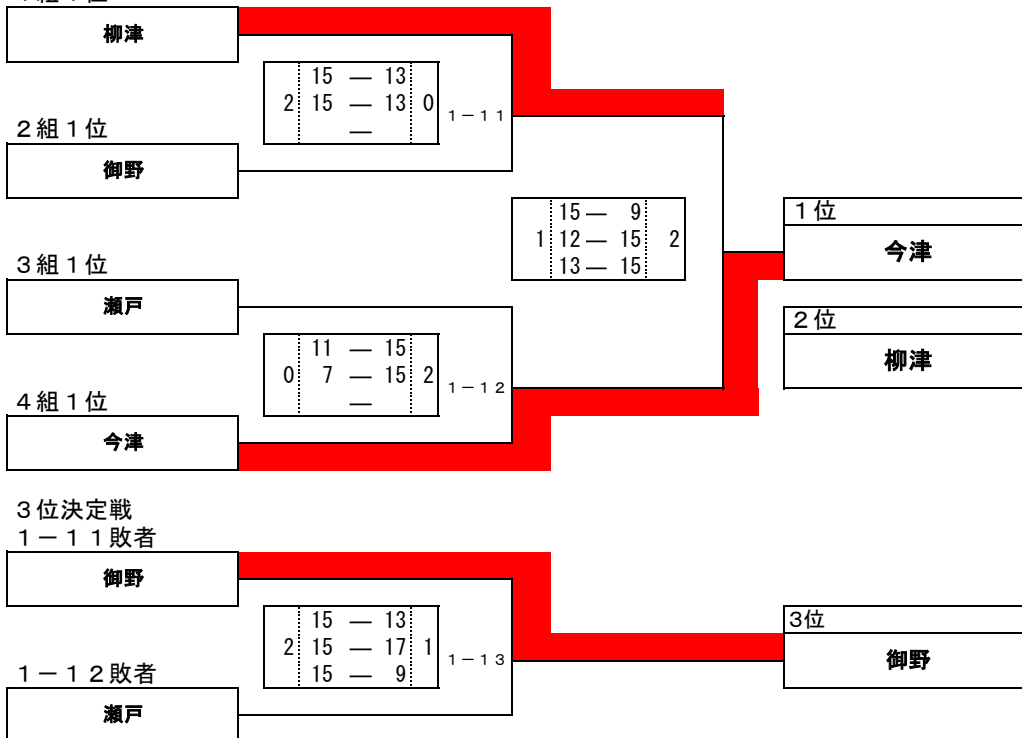 柳津
15 — 13
2 15 — 13 0
—
1－11
2組1位
御野
15 — 9
1 12 — 15 2
13 — 15
1位
今津
3組1位
瀬戸
2位
柳津
11 — 15
0 7 — 15 2
—
1－12
4組1位
今津
3位決定戦
1－11敗者
御野
15 — 13
2 15 — 17 1
15 — 9
1－13
3位
御野
1－12敗者
瀬戸